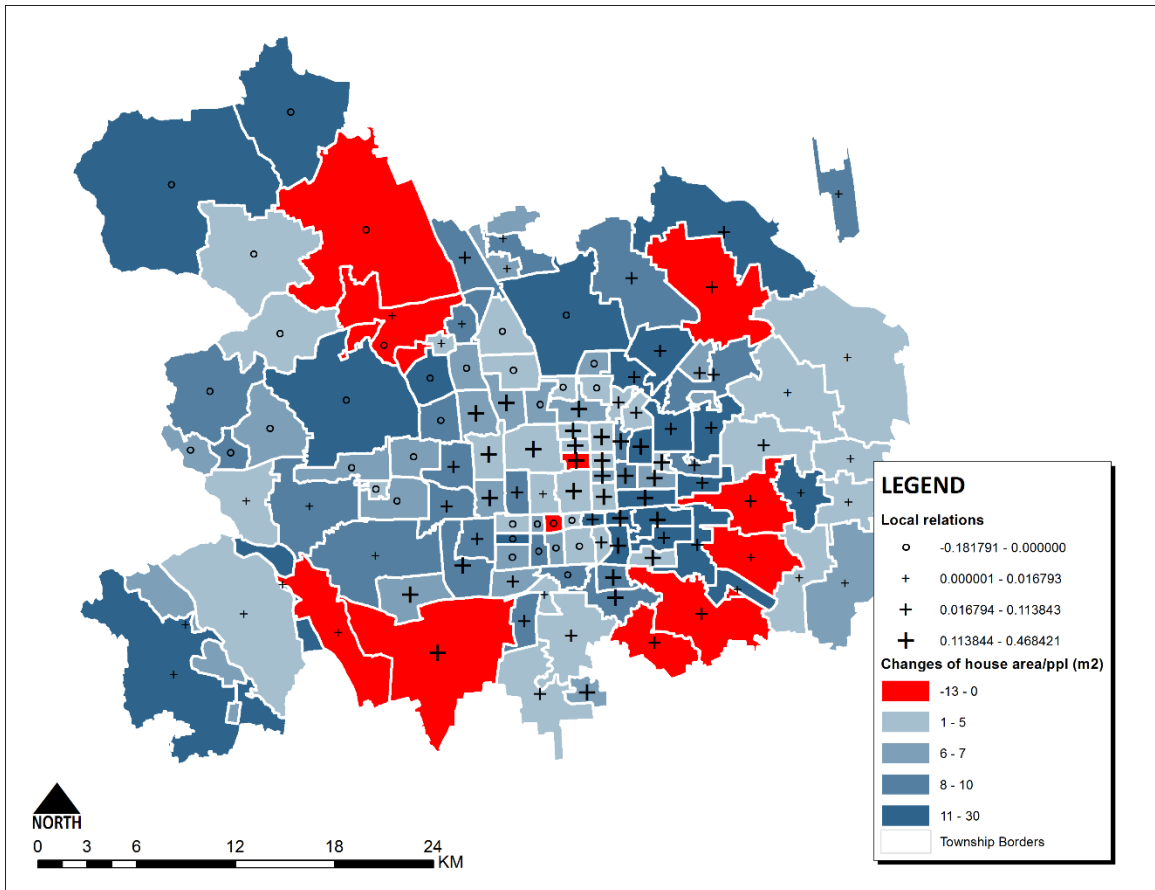 LEGEND
Local relations
-0.181791 - 0.000000
0.000001 - 0.016793
0.016794 - 0.113843
0.113844 - 0.468421
Changes of house area/ppl (m2)
-13 - 0
1 - 5
6 - 7
8 - 10
11 - 30
Township Borders
NORTH
0 3 6 12 18 24
KM